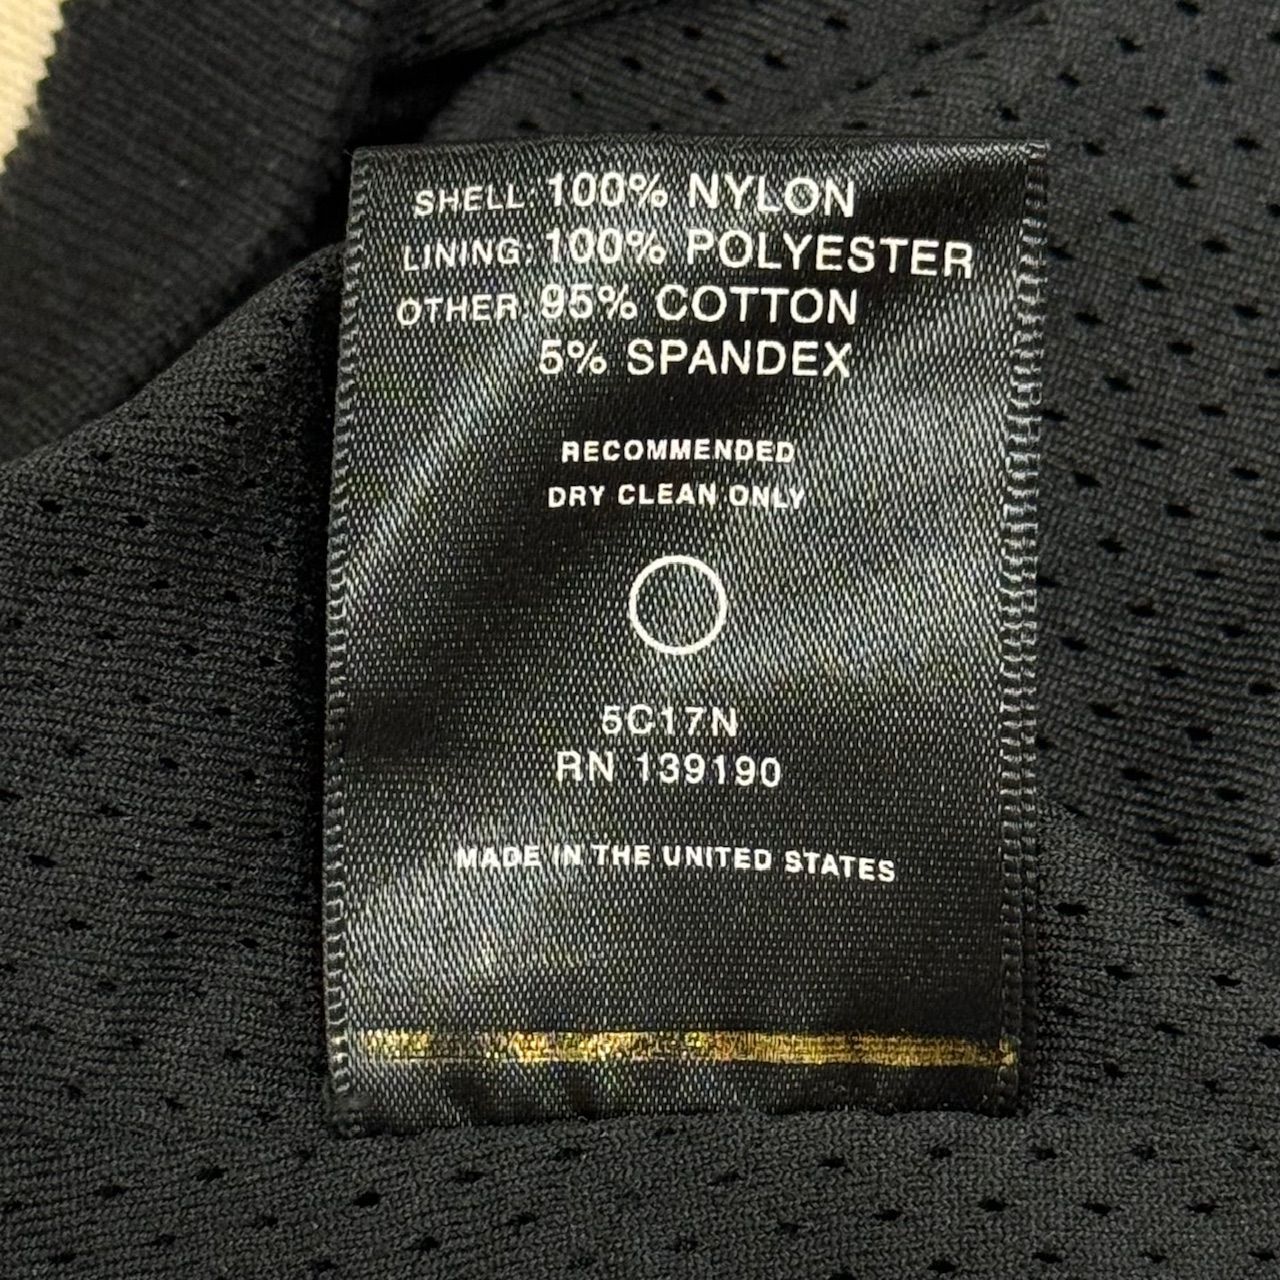 SHELL: 100% NYLON
LINING: 100% POLYESTER
OTHER: 95% COTTON
5% SPANDEX
RECOMMENDED
DRY CLEAN ONLY
5C17N
RN 139190
MADE IN THE UNITED STATES